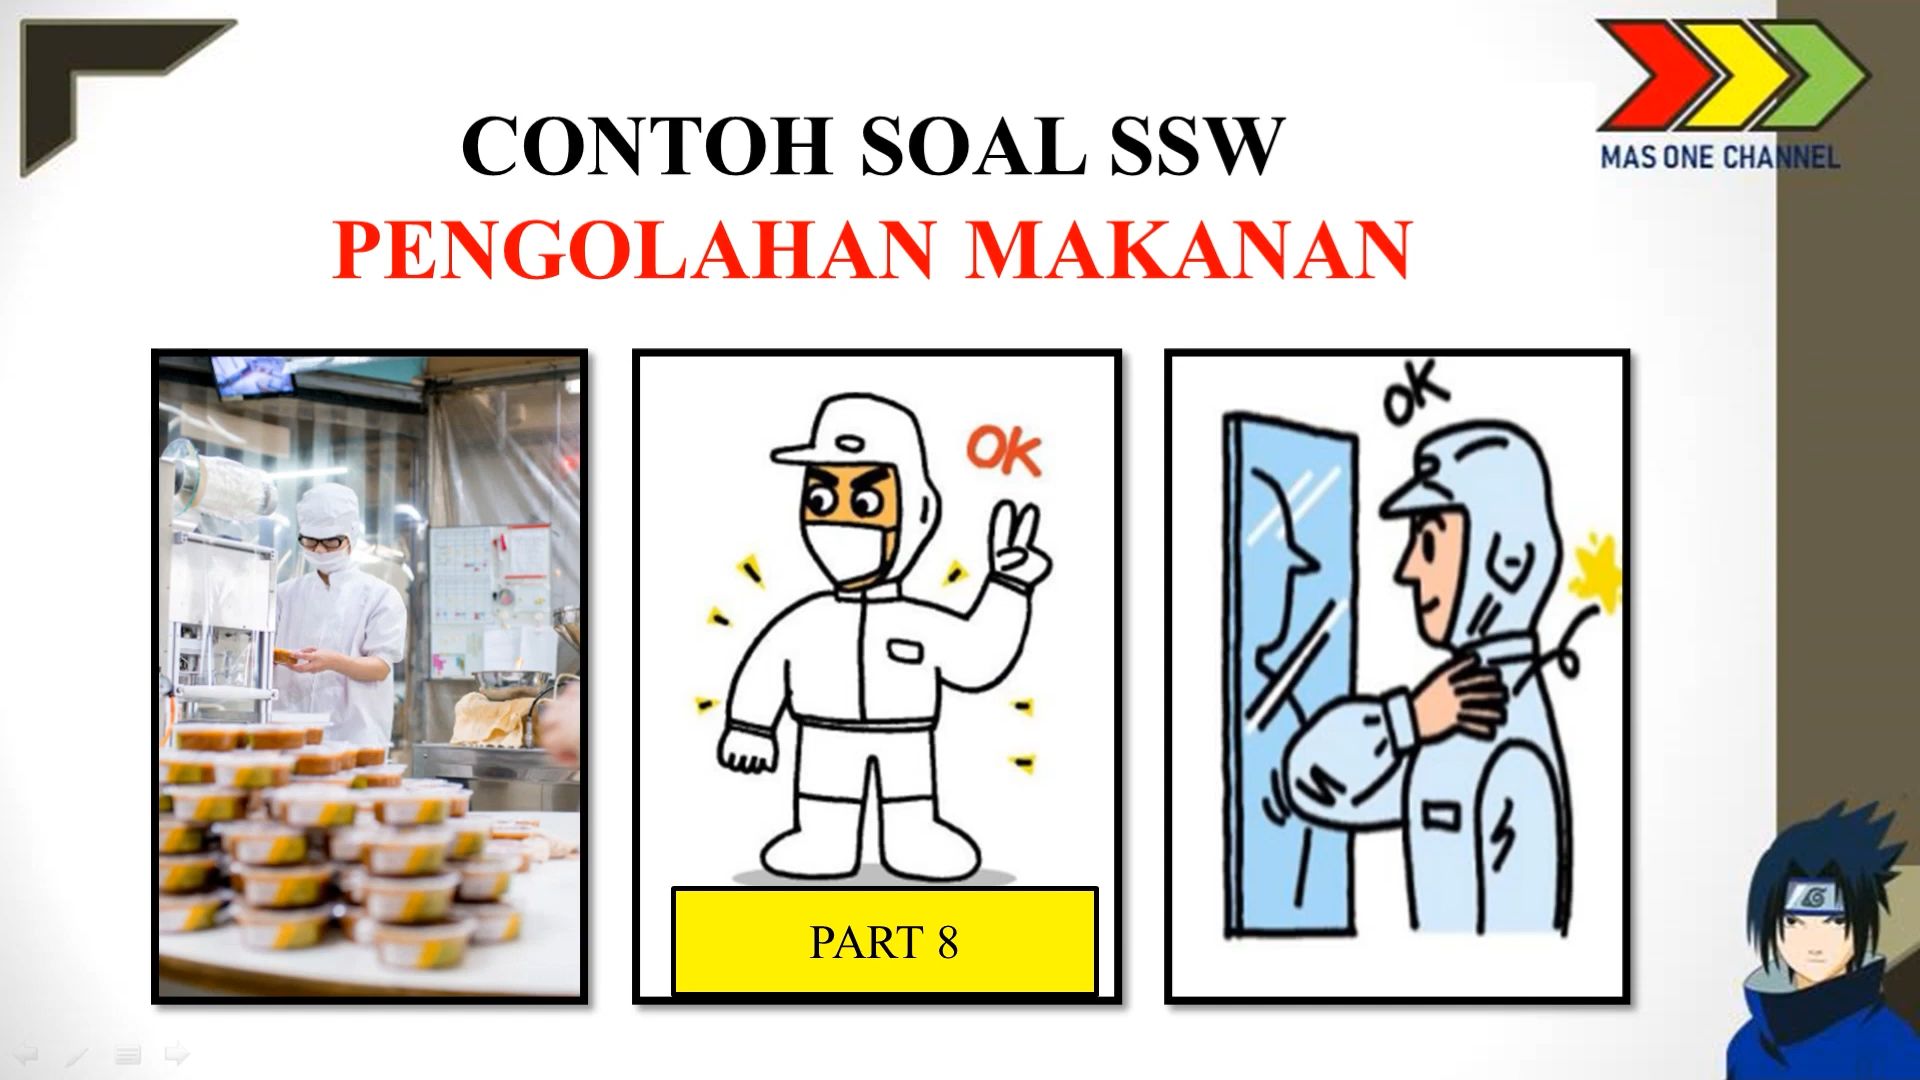 CONTOH SOAL SSW
PENGOLAHAN MAKANAN
MAS ONE CHANNEL
OK
OK
PART 8